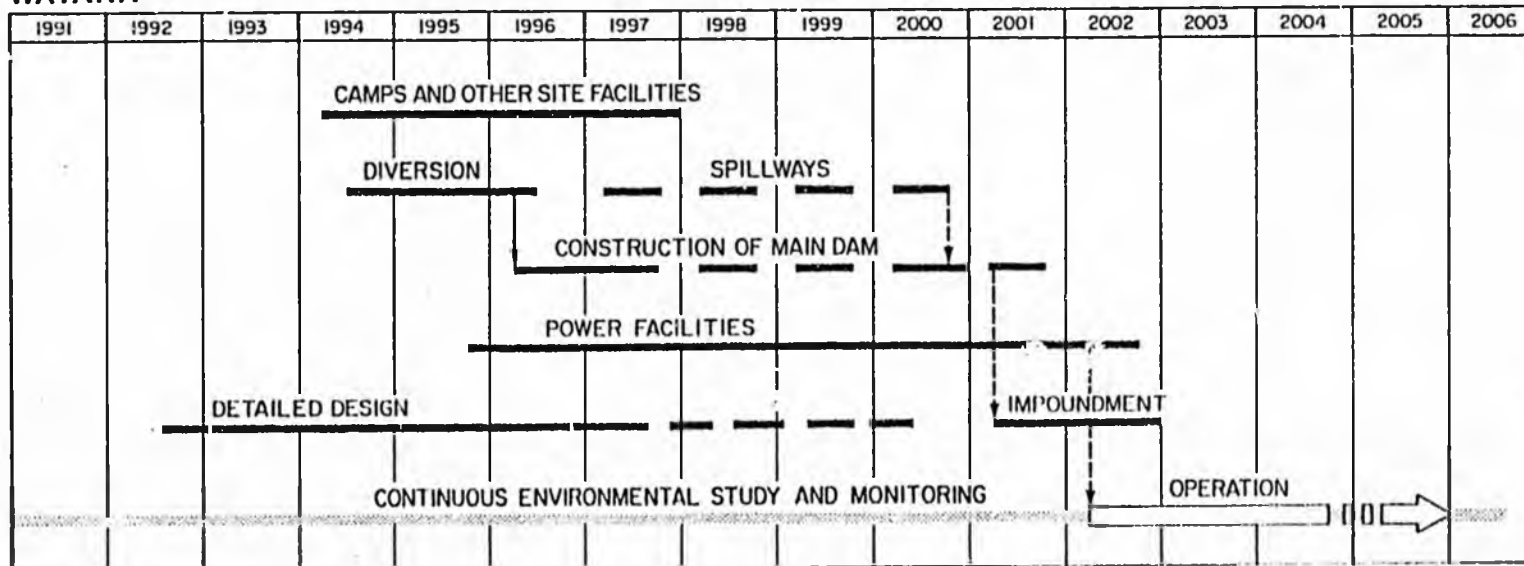 1991 1992 1993 1994 1995 1996 1997 1998 1999 2000 2001 2002 2003 2004 2005 2006
CAMPS AND OTHER SITE FACILITIES
DIVERSION SPILLWAYS
CONSTRUCTION OF MAIN DAM
POWER FACILITIES
DETAILED DESIGN IMPOUNDMENT
CONTINUOUS ENVIRONMENTAL STUDY AND MONITORING OPERATION